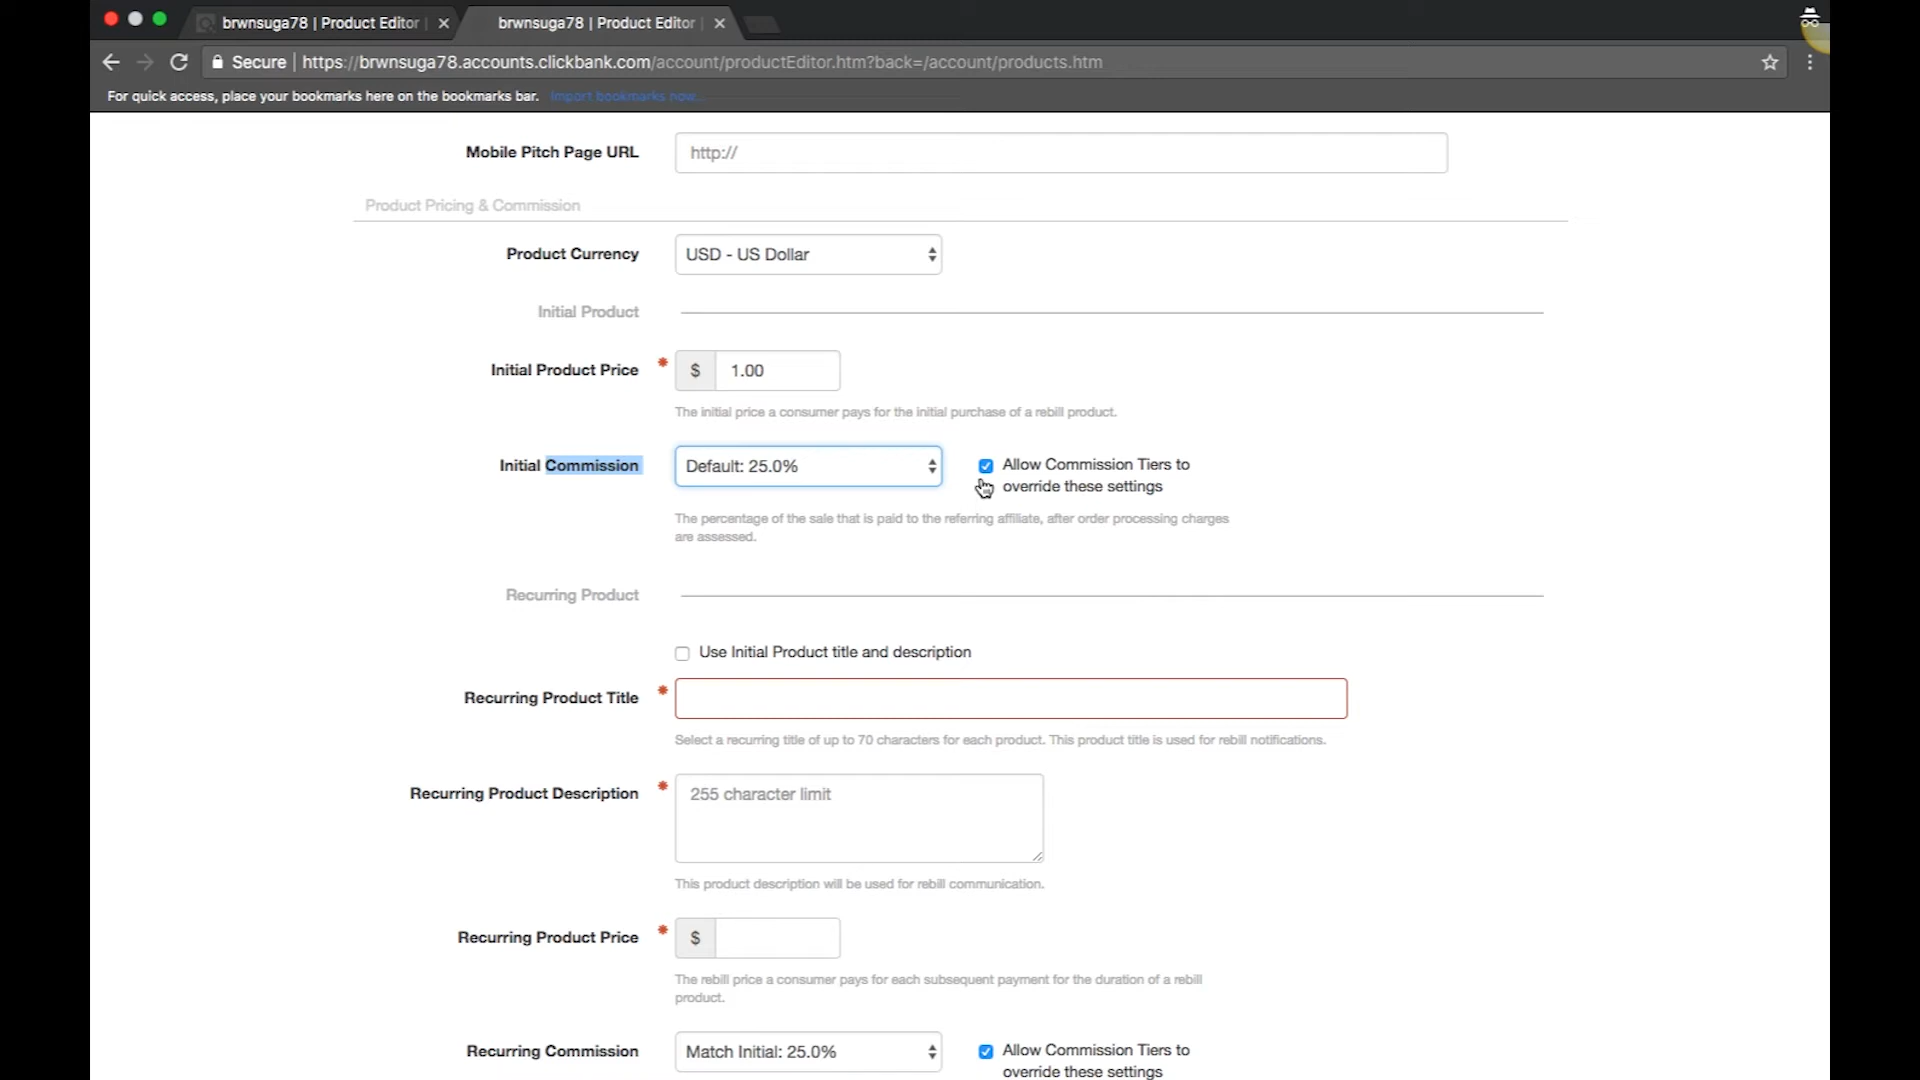 brwnsuga78 | Product Editor
brwnsuga78 | Product Editor
Secure | https://brwnsuga78.accounts.clickbank.com/account/productEditor.htm?back=/account/products.htm
For quick access, place your bookmarks here on the bookmarks bar. Import bookmarks now...
Mobile Pitch Page URL http://
Product Pricing & Commission
Product Currency USD - US Dollar
Initial Product
Initial Product Price * $ 1.00
The initial price a consumer pays for the initial purchase of a rebill product.
Initial Commission Default: 25.0% Allow Commission Tiers to
override these settings
The percentage of the sale that is paid to the referring affiliate, after order processing charges
are assessed.
Recurring Product
Use Initial Product title and description
Recurring Product Title *
Select a recurring title of up to 70 characters for each product. This product title is used for rebill notifications.
Recurring Product Description * 255 character limit
This product description will be used for rebill communication.
Recurring Product Price * $
The rebill price a consumer pays for each subsequent payment for the duration of a rebill
product.
Recurring Commission Match Initial: 25.0% Allow Commission Tiers to
override these settings